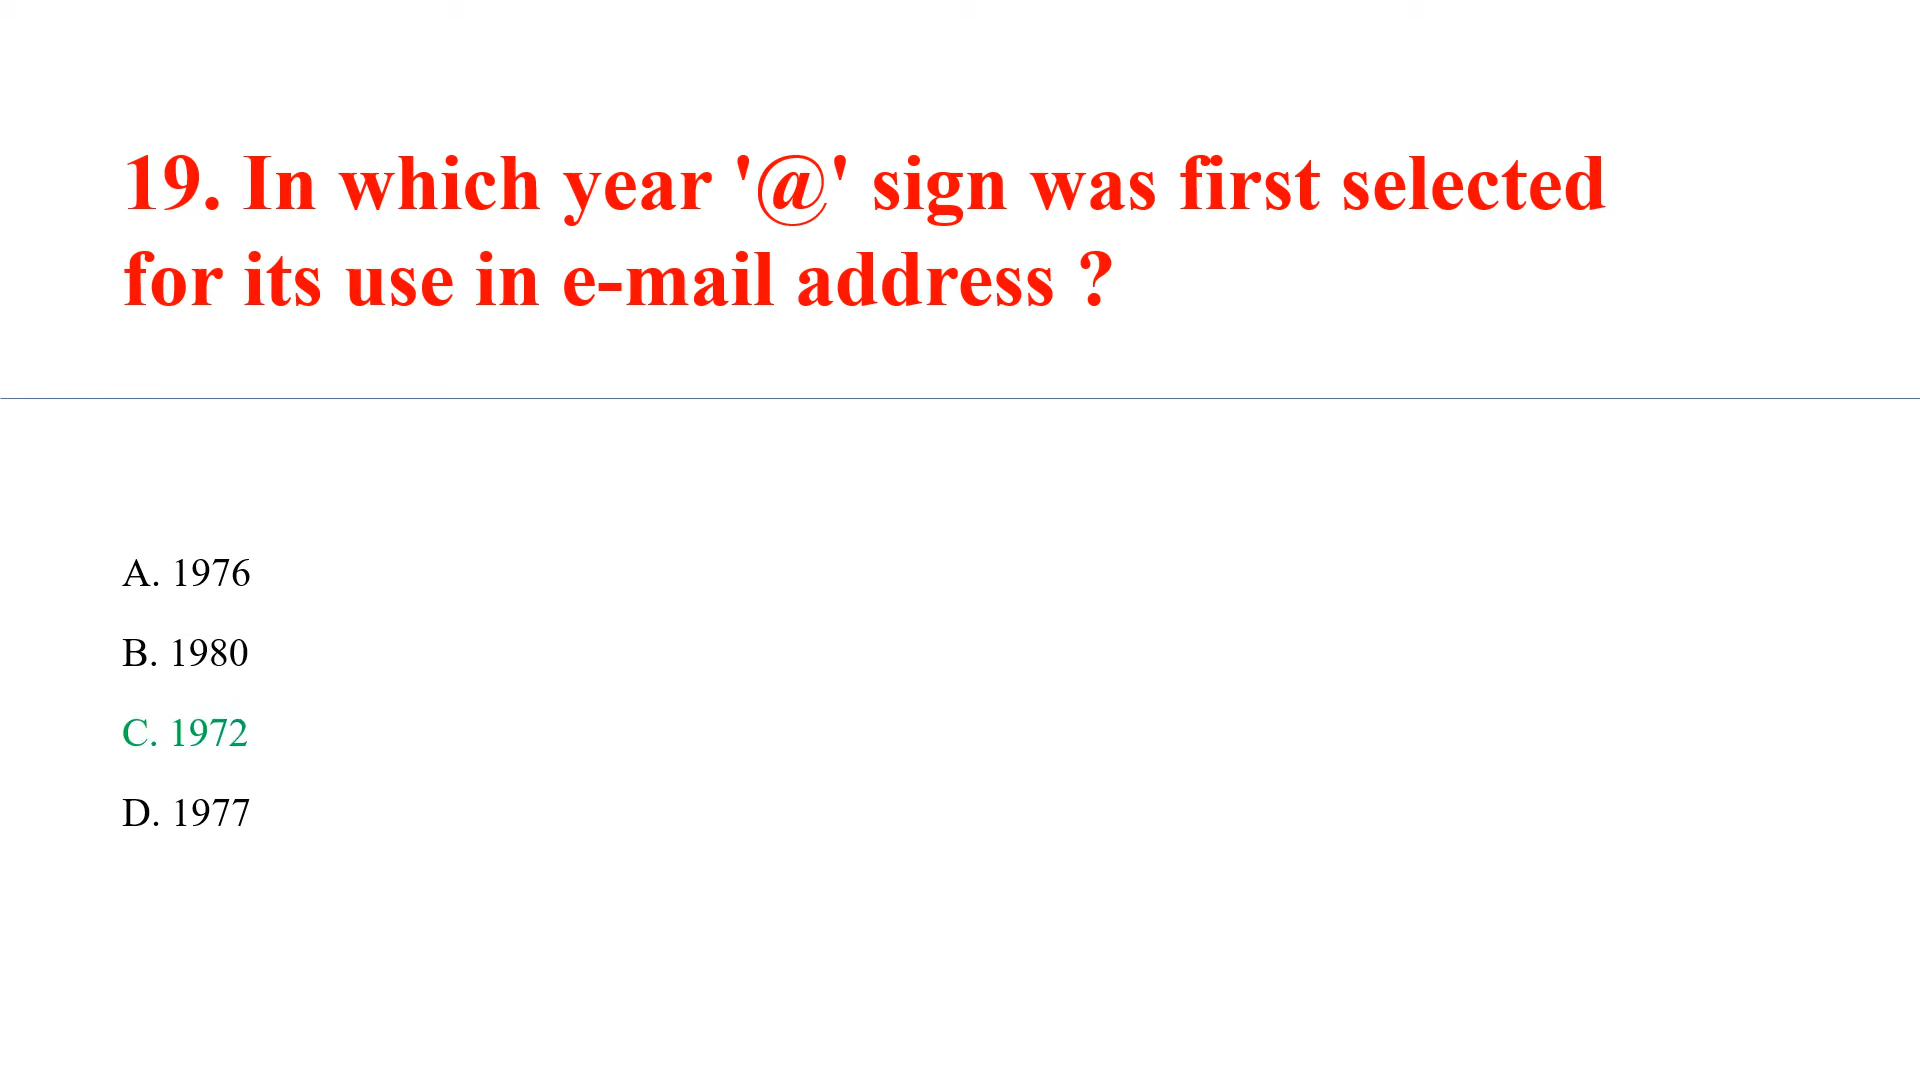 19. In which year '@' sign was first selected
for its use in e-mail address ?
A. 1976
B. 1980
C. 1972
D. 1977